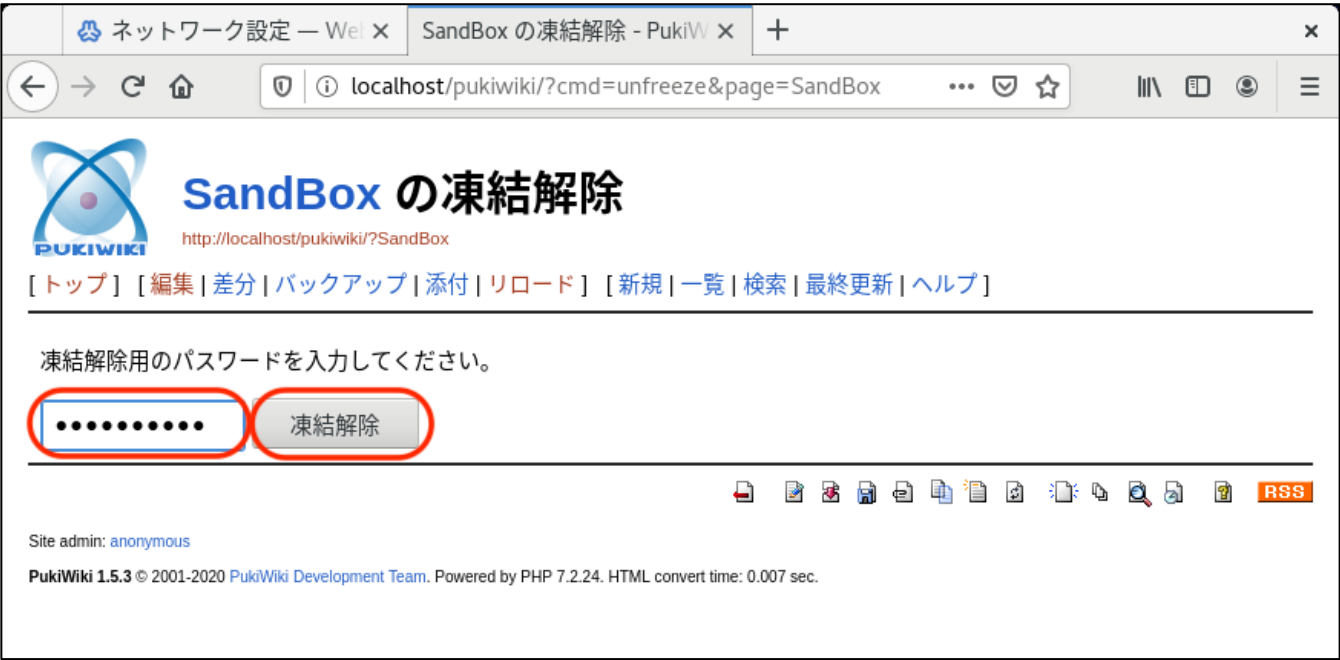 ネットワーク設定 — Wel
SandBox の凍結解除 - PukiW
localhost/pukiwiki/?cmd=unfreeze&page=SandBox
PUKIWIKI
SandBox の凍結解除
http://localhost/pukiwiki/?SandBox
[ トップ ] [ 編集 | 差分 | バックアップ | 添付 | リロード ] [ 新規 | 一覧 | 検索 | 最終更新 | ヘルプ ]
凍結解除用のパスワードを入力してください。
●●●●●●●●●● 凍結解除
RSS
Site admin: anonymous
PukiWiki 1.5.3 © 2001-2020 PukiWiki Development Team. Powered by PHP 7.2.24. HTML convert time: 0.007 sec.